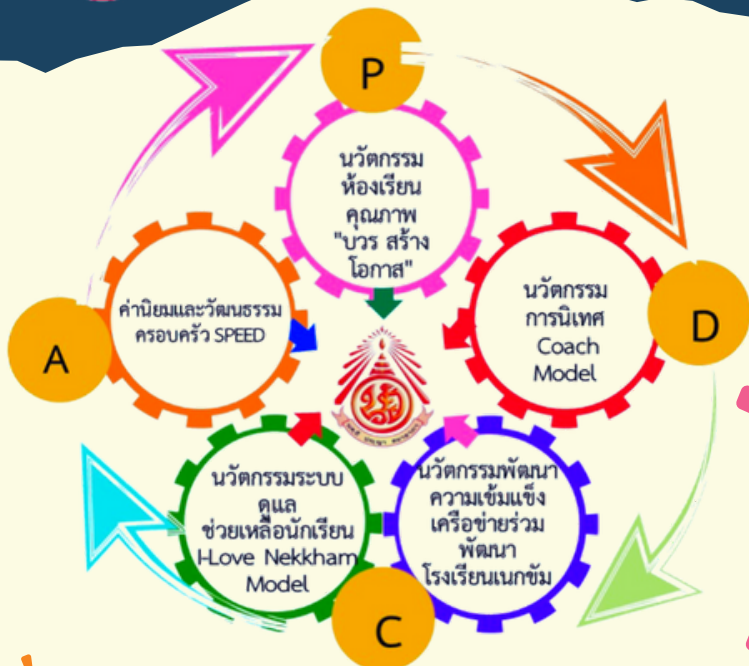 P
นวัตกรรม
ห้องเรียน
คุณภาพ
"บวร สร้าง
โอกาส"
D
นวัตกรรม
การนิเทศ
Coach
Model
C
นวัตกรรมพัฒนา
ความเข้มแข็ง
เครือข่ายร่วม
พัฒนา
โรงเรียนเนกขัม
นวัตกรรมระบบ
ดูแล
ช่วยเหลือนักเรียน
I-Love Nekkham
Model
A
ค่านิยมและวัฒนธรรม
ครอบครัว SPEED